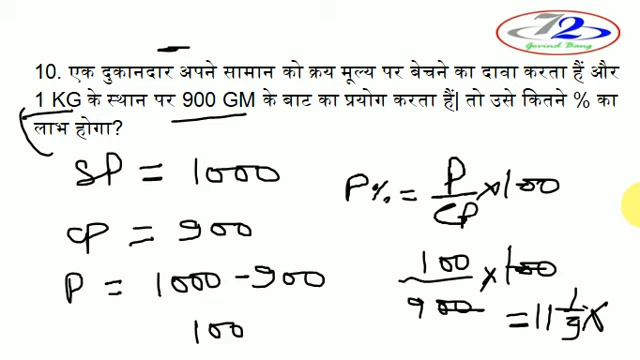 72
Govind Bang
10. एक दुकानदार अपने सामान को क्रय मूल्य पर बेचने का दावा करता हैं और
1 KG के स्थान पर 900 GM के बाट का प्रयोग करता हैं| तो उसे कितने % का
लाभ होगा?
SP = 1000
CP = 900
P = 1000 - 900
100
P% = P/CP × 100
100/900 × 100
= 11 1/9 %